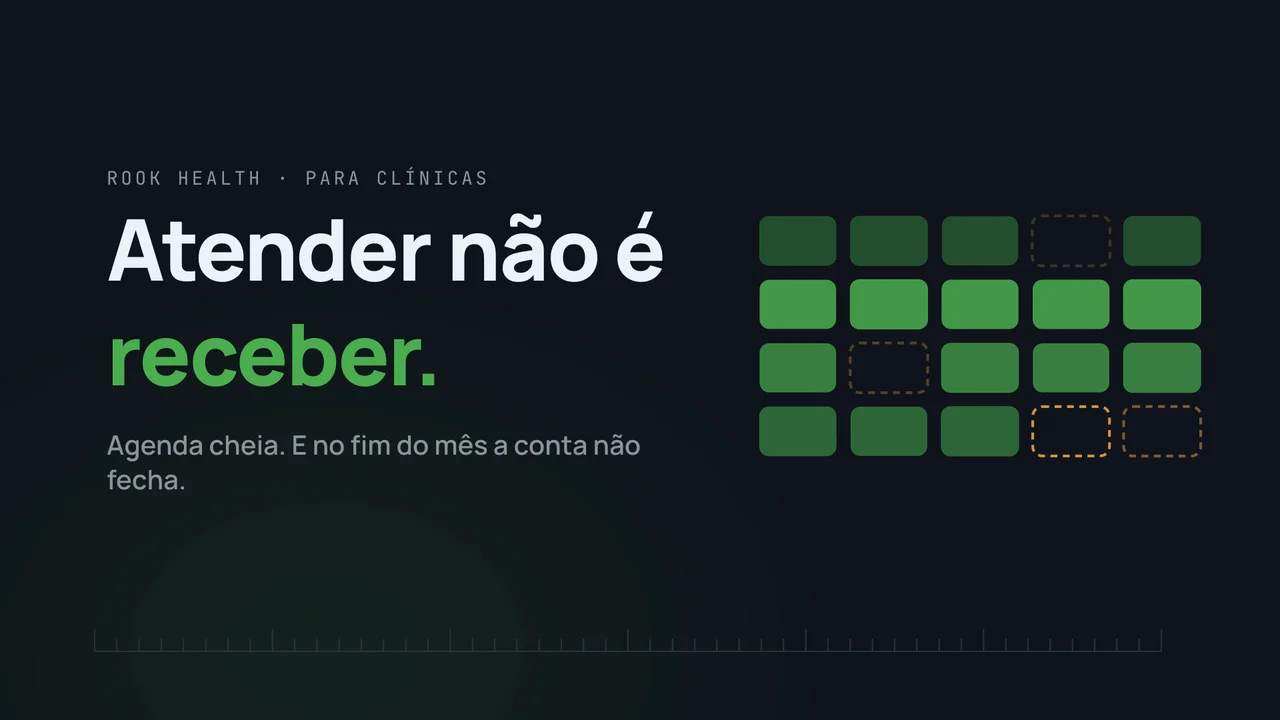 ROOK HEALTH · PARA CLÍNICAS
Atender não é
receber.
Agenda cheia. E no fim do mês a conta não
fecha.